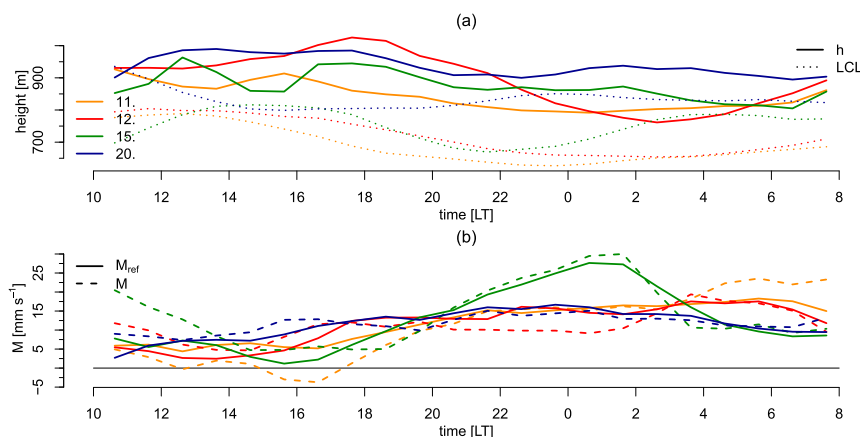 (a)
height [m]
900
700
h
LCL
11.
12.
15.
20.
10 12 14 16 18 20 22 0 2 4 6 8
time [LT]
(b)
M [mm s⁻¹]
25
15
5
−5
M_ref
M
10 12 14 16 18 20 22 0 2 4 6 8
time [LT]